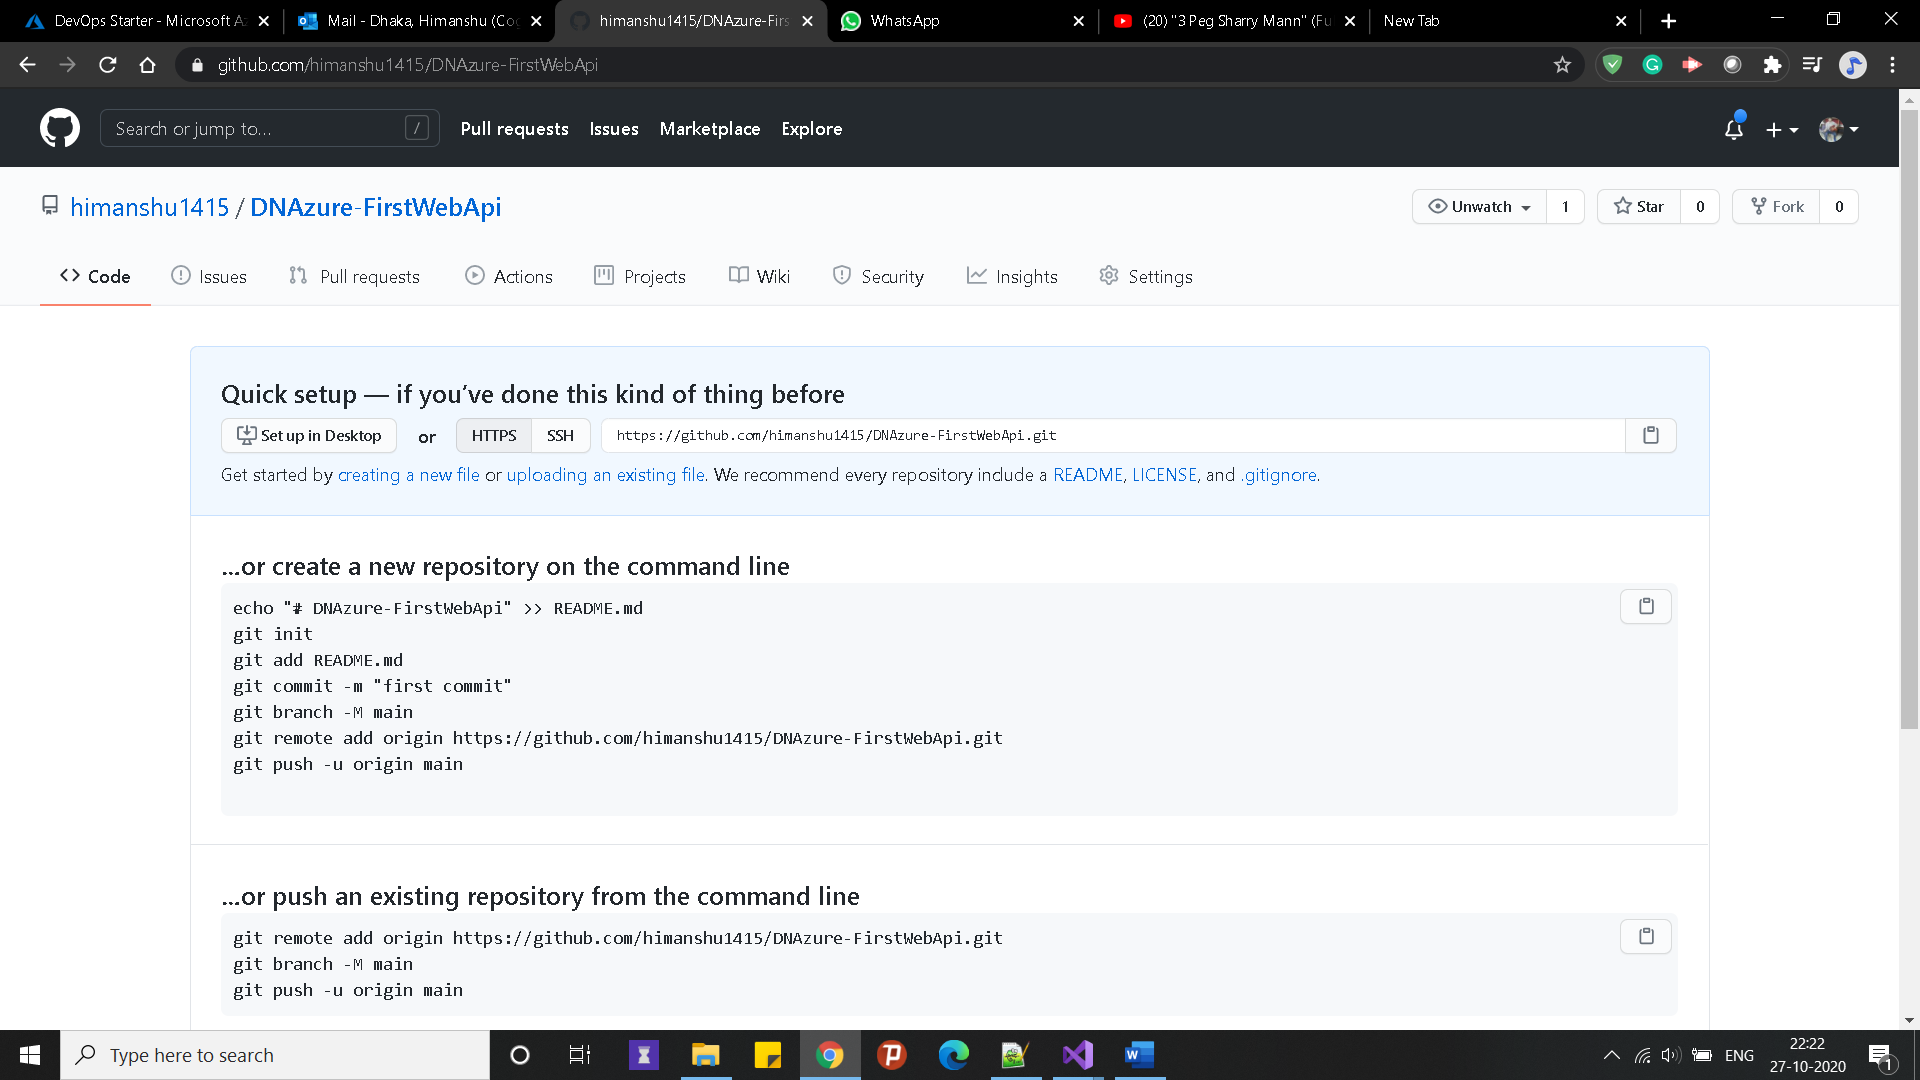 DevOps Starter - Microsoft A
Mail - Dhaka, Himanshu (Co
himanshu1415/DNAzure-Firs
WhatsApp
(20) "3 Peg Sharry Mann" (Fu
New Tab
github.com/himanshu1415/DNAzure-FirstWebApi
Search or jump to...
/
Pull requests
Issues
Marketplace
Explore
himanshu1415 / DNAzure-FirstWebApi
Unwatch
1
Star
0
Fork
0
Code
Issues
Pull requests
Actions
Projects
Wiki
Security
Insights
Settings
Quick setup — if you’ve done this kind of thing before
Set up in Desktop
or
HTTPS
SSH
https://github.com/himanshu1415/DNAzure-FirstWebApi.git
Get started by creating a new file or uploading an existing file. We recommend every repository include a README, LICENSE, and .gitignore.
...or create a new repository on the command line
echo "# DNAzure-FirstWebApi" >> README.md
git init
git add README.md
git commit -m "first commit"
git branch -M main
git remote add origin https://github.com/himanshu1415/DNAzure-FirstWebApi.git
git push -u origin main
...or push an existing repository from the command line
git remote add origin https://github.com/himanshu1415/DNAzure-FirstWebApi.git
git branch -M main
git push -u origin main
Type here to search
ENG
22:22
27-10-2020
1